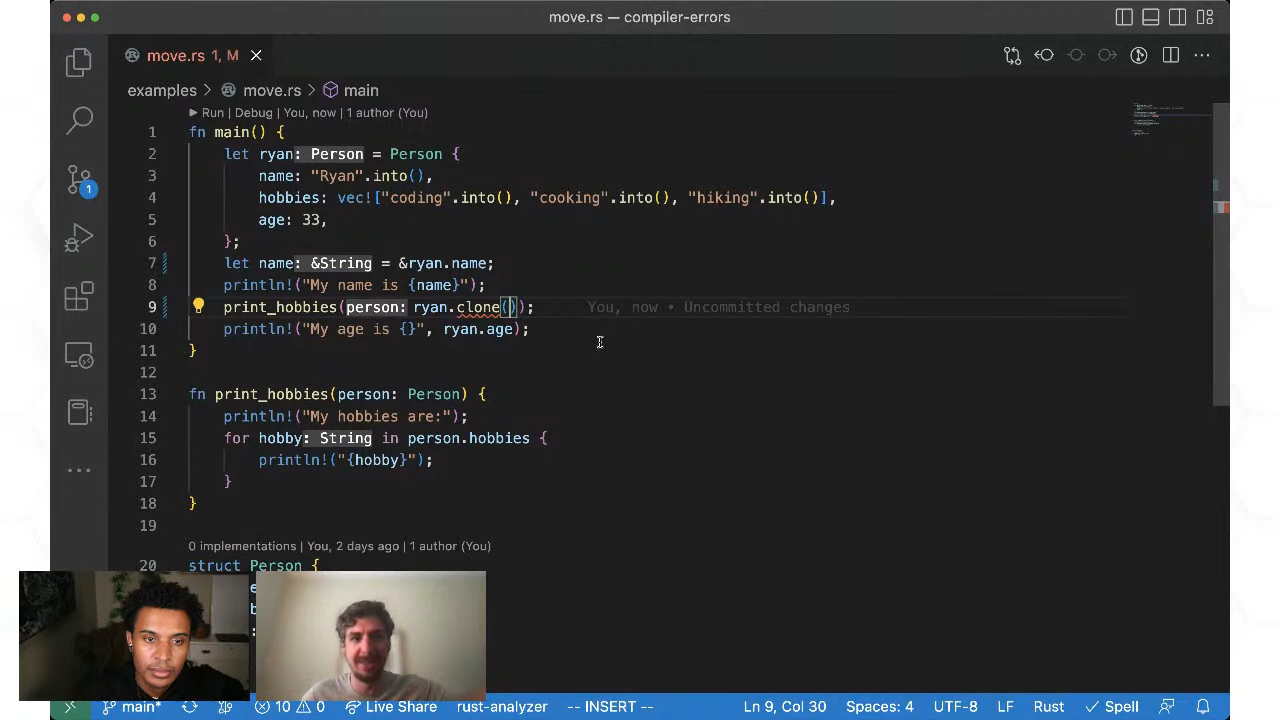 move.rs — compiler-errors
move.rs 1, M
examples > move.rs > main
Run | Debug | You, now | 1 author (You)
1 fn main() {
2 let ryan: Person = Person {
3 name: "Ryan".into(),
4 hobbies: vec!["coding".into(), "cooking".into(), "hiking".into()],
5 age: 33,
6 };
7 let name: &String = &ryan.name;
8 println!("My name is {name}");
9 print_hobbies(person: ryan.clone()); You, now • Uncommitted changes
10 println!("My age is {}", ryan.age);
11 }
12
13 fn print_hobbies(person: Person) {
14 println!("My hobbies are:");
15 for hobby: String in person.hobbies {
16 println!("{hobby}");
17 }
18 }
19
0 implementations | You, 2 days ago | 1 author (You)
20 struct Person {
1
main* 10 0 Live Share rust-analyzer -- INSERT -- Ln 9, Col 30 Spaces: 4 UTF-8 LF Rust Spell